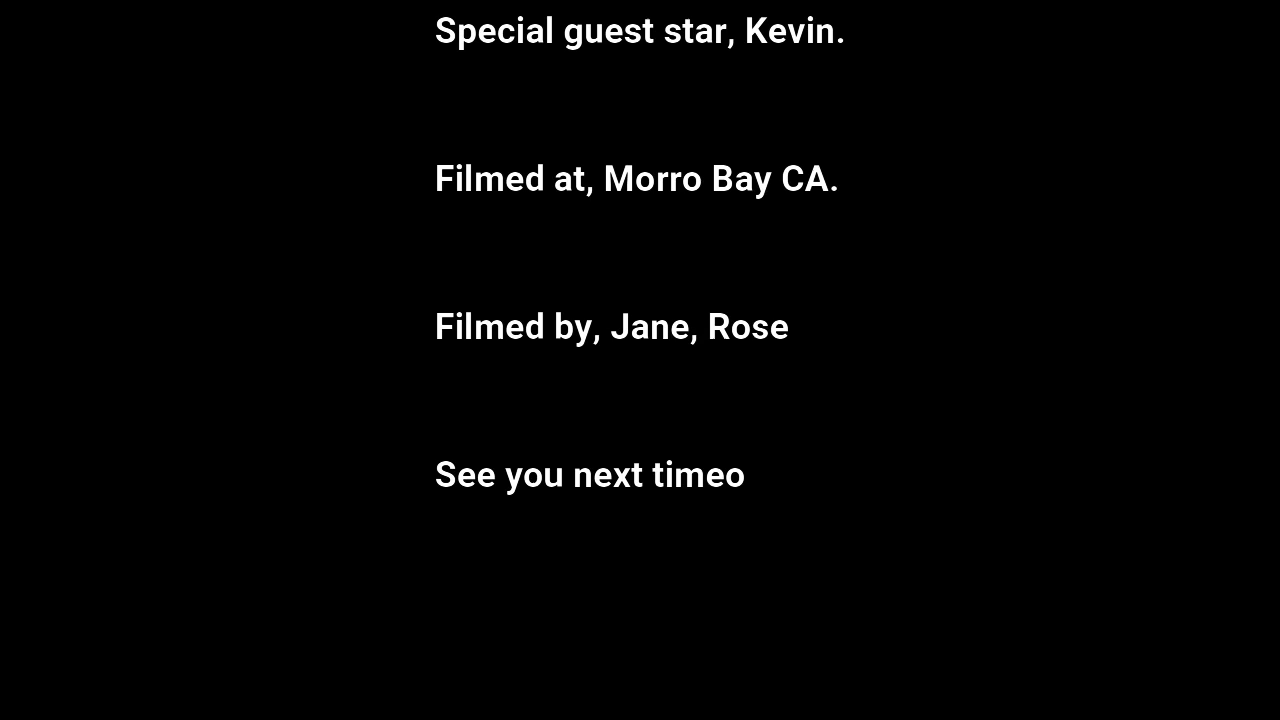 Special guest star, Kevin.
Filmed at, Morro Bay CA.
Filmed by, Jane, Rose
See you next timeo